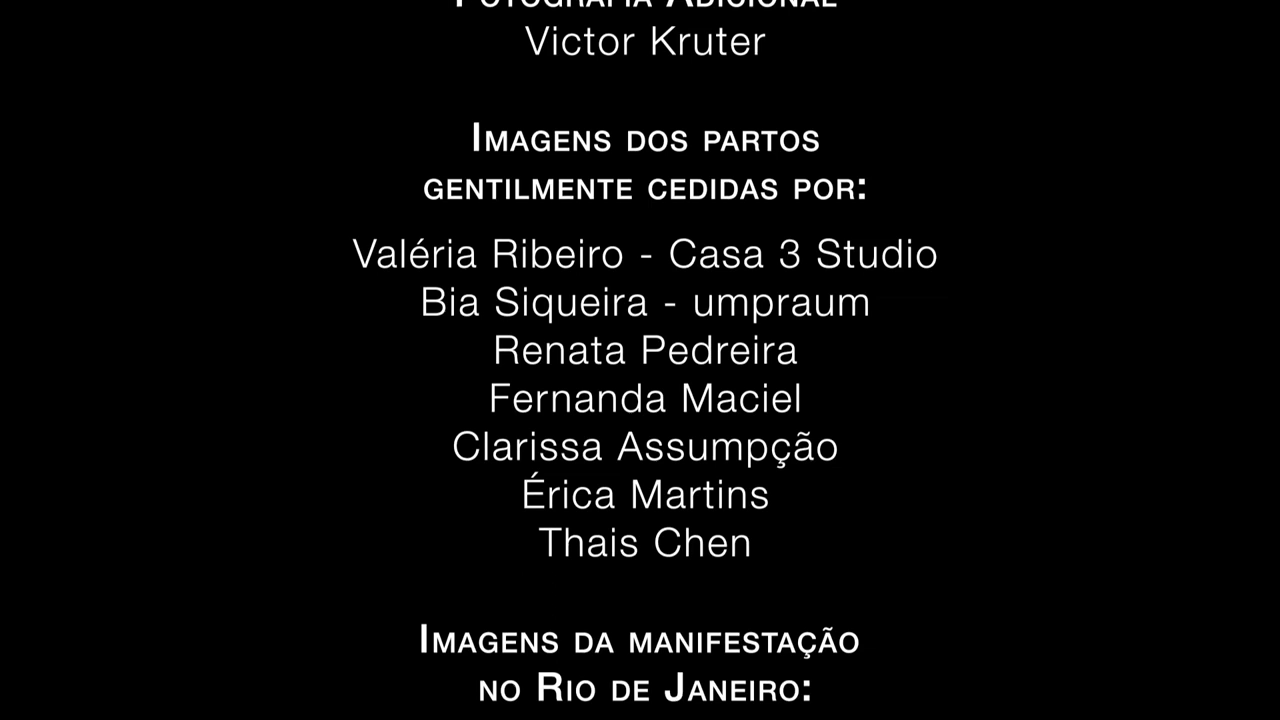 Fotografia Adicional
Victor Kruter
Imagens dos partos
gentilmente cedidas por:
Valéria Ribeiro - Casa 3 Studio
Bia Siqueira - umpraum
Renata Pedreira
Fernanda Maciel
Clarissa Assumpção
Érica Martins
Thais Chen
Imagens da manifestação
no Rio de Janeiro: